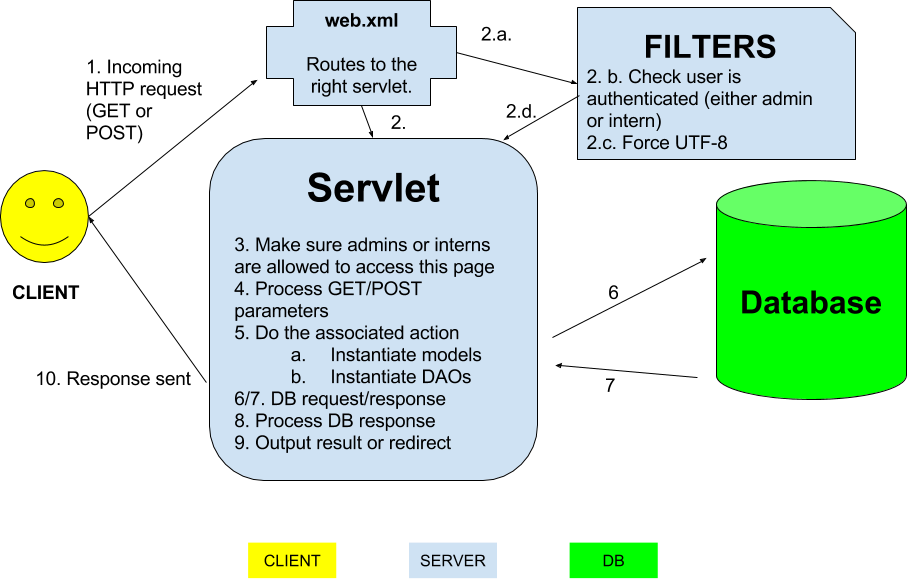 web.xml
Routes to the
right servlet.
2.a.
FILTERS
2. b. Check user is
authenticated (either admin
or intern)
2.c. Force UTF-8
1. Incoming
HTTP request
(GET or
POST)
2.
2.d.
Servlet
3. Make sure admins or interns
are allowed to access this page
4. Process GET/POST
parameters
5. Do the associated action
a. Instantiate models
b. Instantiate DAOs
6/7. DB request/response
8. Process DB response
9. Output result or redirect
CLIENT
10. Response sent
6
7
Database
CLIENT
SERVER
DB